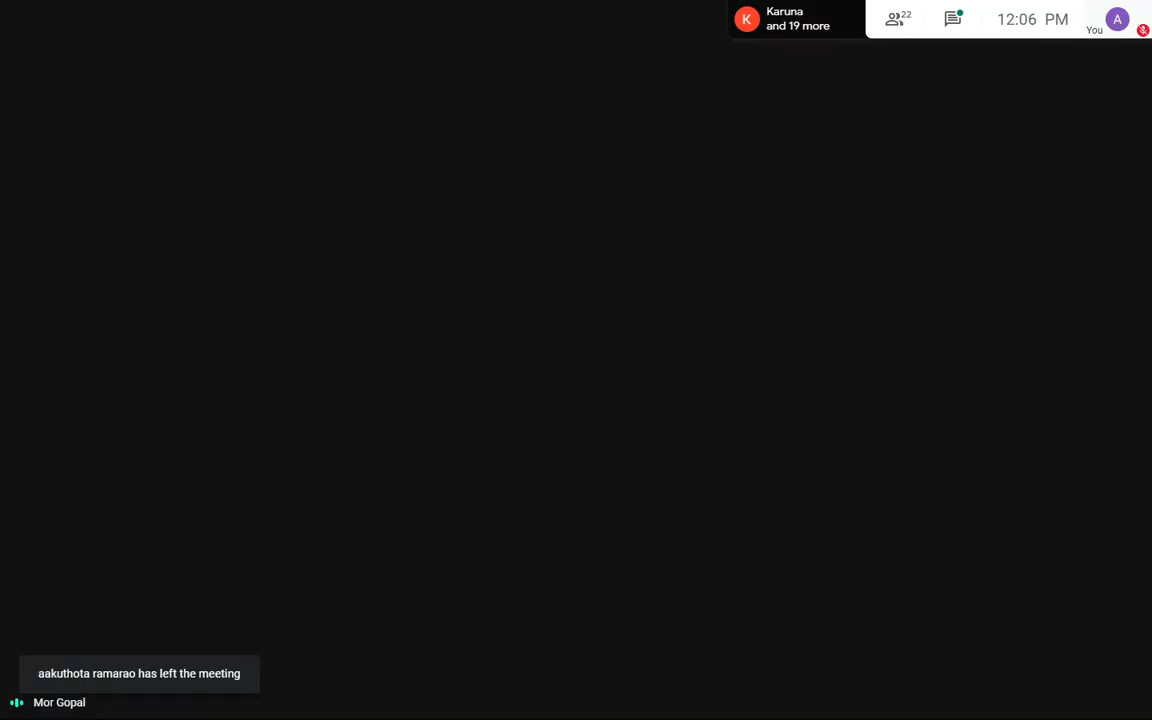 K
Karuna
and 19 more
22
12:06 PM
You
A
aakuthota ramarao has left the meeting
Mor Gopal